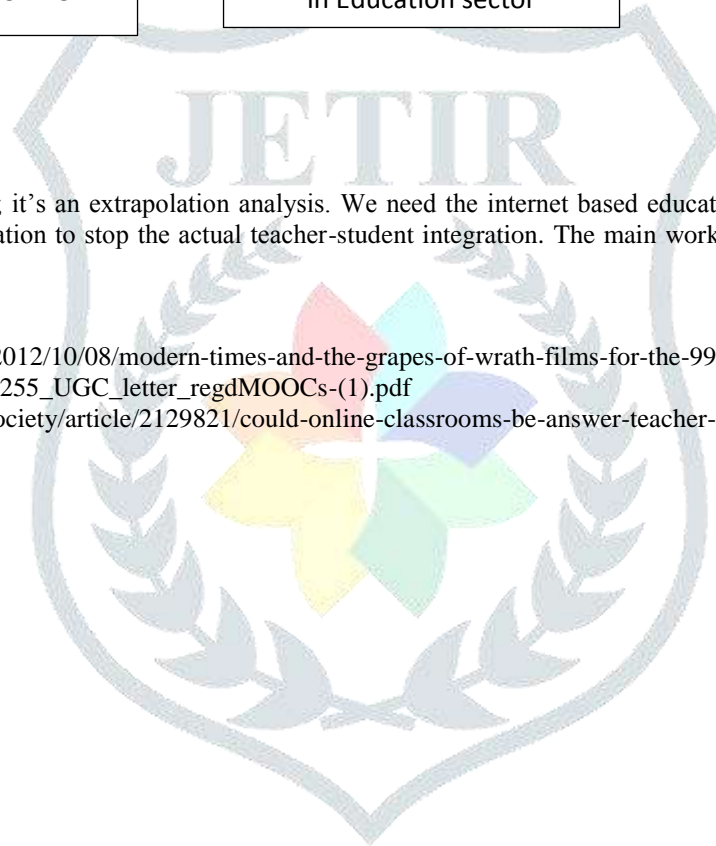 in Education sector
JETIR
it's an extrapolation analysis. We need the internet based educat
ation to stop the actual teacher-student integration. The main work
2012/10/08/modern-times-and-the-grapes-of-wrath-films-for-the-99
255_UGC_letter_regdMOOCs-(1).pdf
ociety/article/2129821/could-online-classrooms-be-answer-teacher-